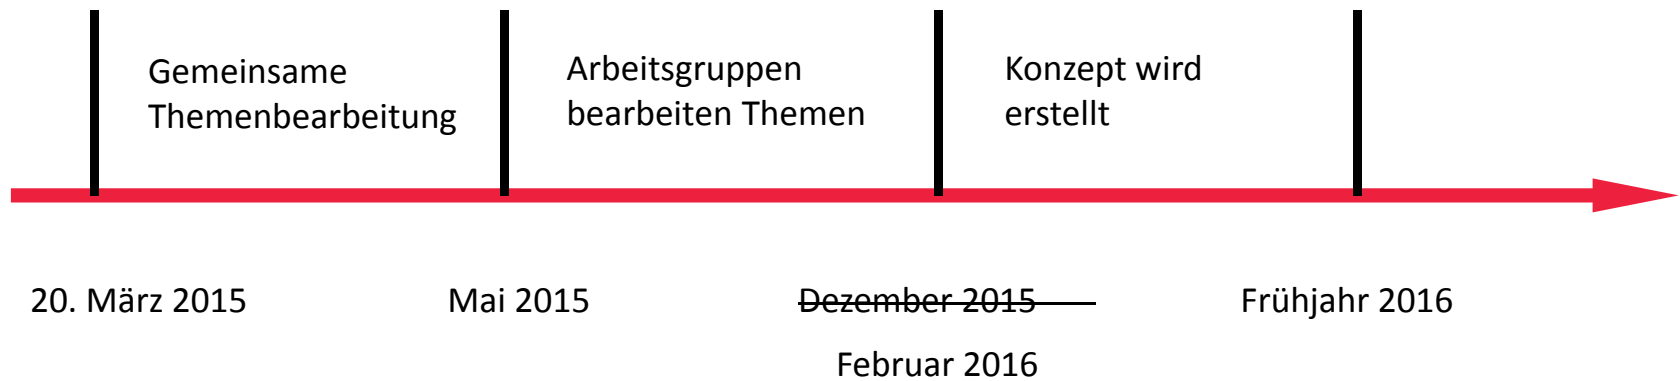 Gemeinsame
Themenbearbeitung
Arbeitsgruppen
bearbeiten Themen
Konzept wird
erstellt
20. März 2015
Mai 2015
Dezember 2015
Frühjahr 2016
Februar 2016